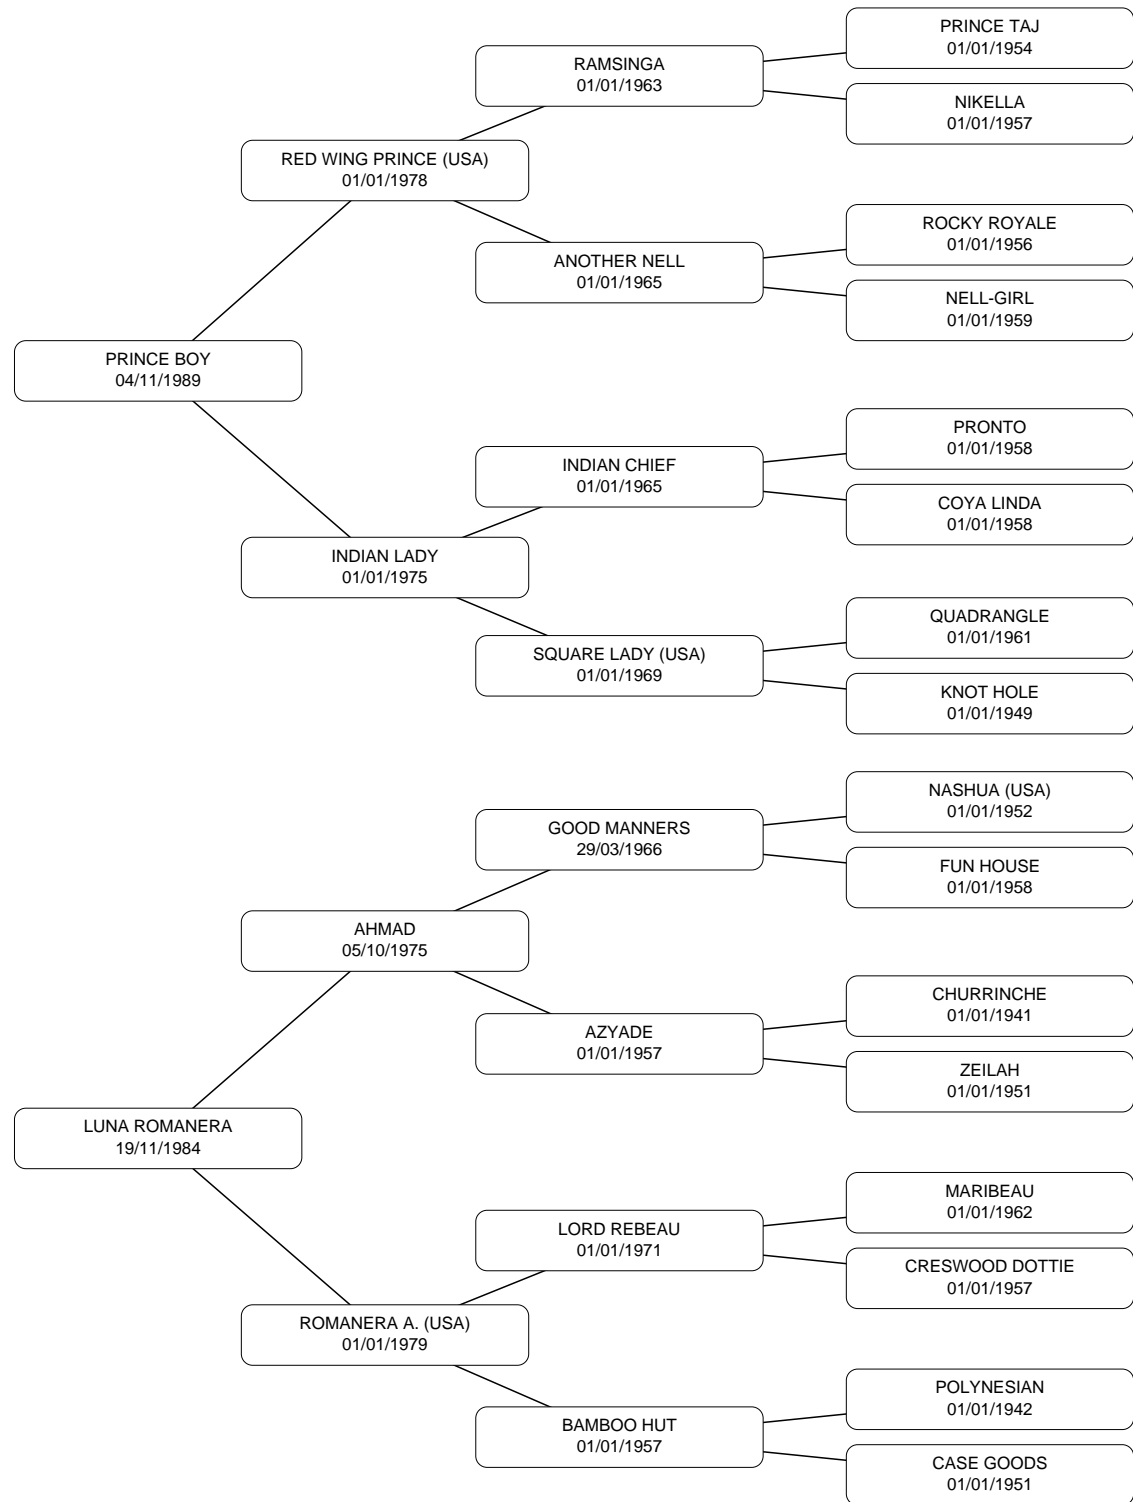 PRINCE TAJ
01/01/1954
RAMSINGA
01/01/1963
NIKELLA
01/01/1957
RED WING PRINCE (USA)
01/01/1978
ROCKY ROYALE
01/01/1956
ANOTHER NELL
01/01/1965
NELL-GIRL
01/01/1959
PRINCE BOY
04/11/1989
PRONTO
01/01/1958
INDIAN CHIEF
01/01/1965
COYA LINDA
01/01/1958
INDIAN LADY
01/01/1975
QUADRANGLE
01/01/1961
SQUARE LADY (USA)
01/01/1969
KNOT HOLE
01/01/1949
NASHUA (USA)
01/01/1952
GOOD MANNERS
29/03/1966
FUN HOUSE
01/01/1958
AHMAD
05/10/1975
CHURRINCHE
01/01/1941
AZYADE
01/01/1957
ZEILAH
01/01/1951
LUNA ROMANERA
19/11/1984
MARIBEAU
01/01/1962
LORD REBEAU
01/01/1971
CRESWOOD DOTTIE
01/01/1957
ROMANERA A. (USA)
01/01/1979
POLYNESIAN
01/01/1942
BAMBOO HUT
01/01/1957
CASE GOODS
01/01/1951